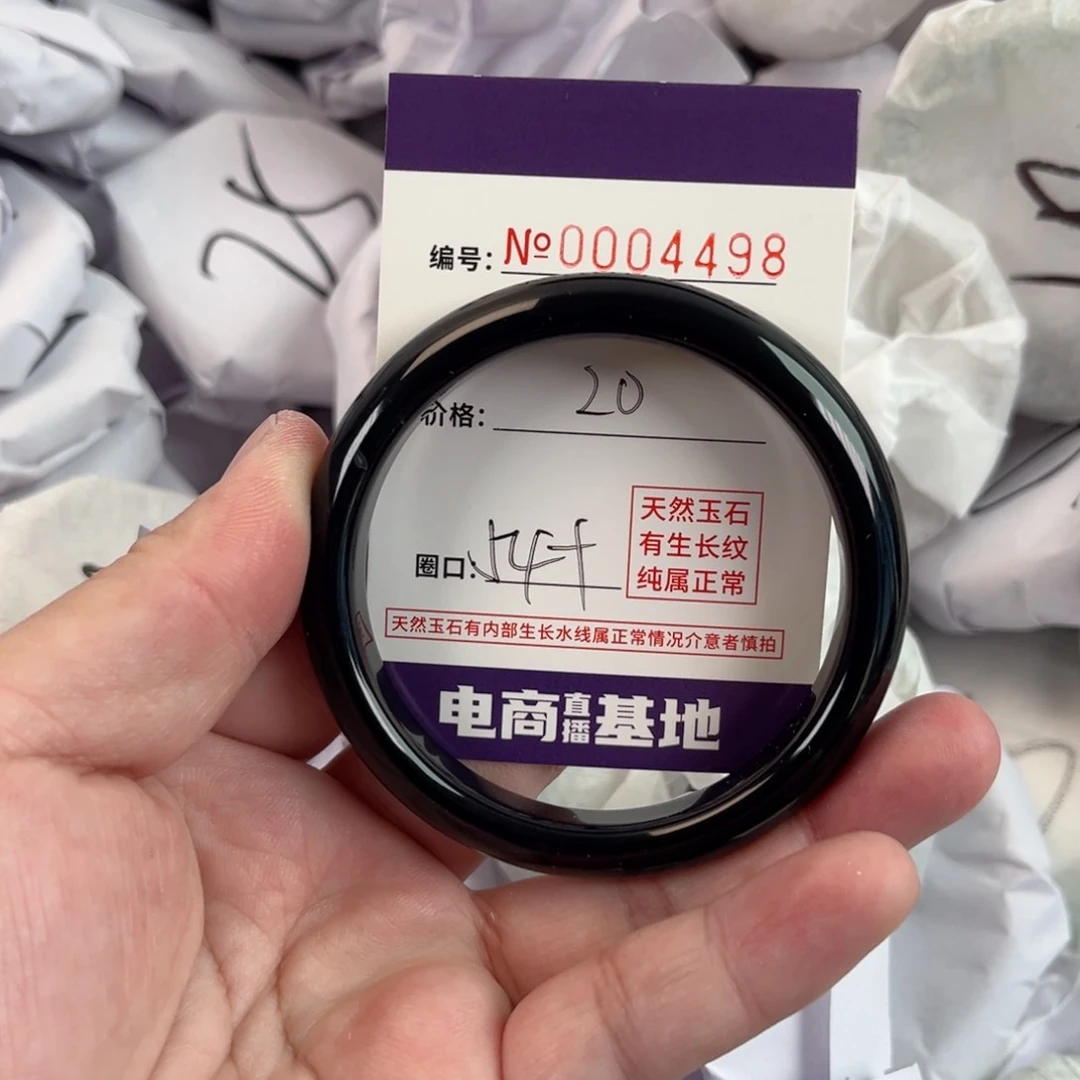 编号: №0004498
价格: 20
圈口: 54+
天然玉石
有生长纹
纯属正常
天然玉石有内部生长水线属正常情况介意者慎拍
电商直播基地